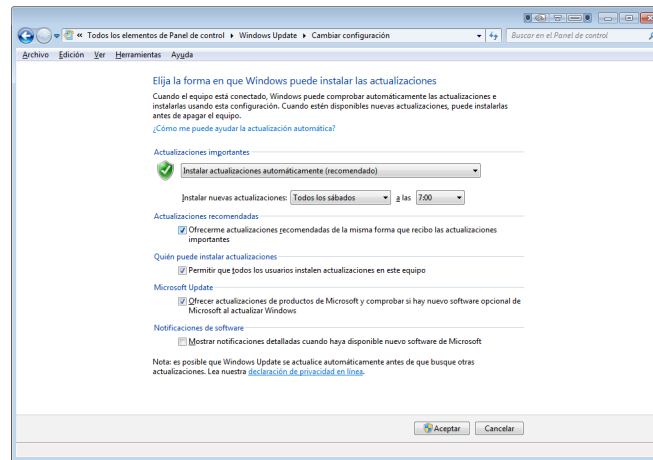 « Todos los elementos de Panel de control ▸ Windows Update ▸ Cambiar configuración
Buscar en el Panel de control
Archivo Edición Ver Herramientas Ayuda
Elija la forma en que Windows puede instalar las actualizaciones
Cuando el equipo está conectado, Windows puede comprobar automáticamente las actualizaciones e
instalarlas usando esta configuración. Cuando estén disponibles nuevas actualizaciones, puede instalarlas
antes de apagar el equipo.
¿Cómo me puede ayudar la actualización automática?
Actualizaciones importantes
Instalar actualizaciones automáticamente (recomendado)
Instalar nuevas actualizaciones: Todos los sábados a las 7:00
Actualizaciones recomendadas
Ofrecerme actualizaciones recomendadas de la misma forma que recibo las actualizaciones
importantes
Quién puede instalar actualizaciones
Permitir que todos los usuarios instalen actualizaciones en este equipo
Microsoft Update
Ofrecer actualizaciones de productos de Microsoft y comprobar si hay nuevo software opcional de
Microsoft al actualizar Windows
Notificaciones de software
Mostrar notificaciones detalladas cuando haya disponible nuevo software de Microsoft
Nota: es posible que Windows Update se actualice automáticamente antes de que busque otras
actualizaciones. Lea nuestra declaración de privacidad en línea.
Aceptar Cancelar